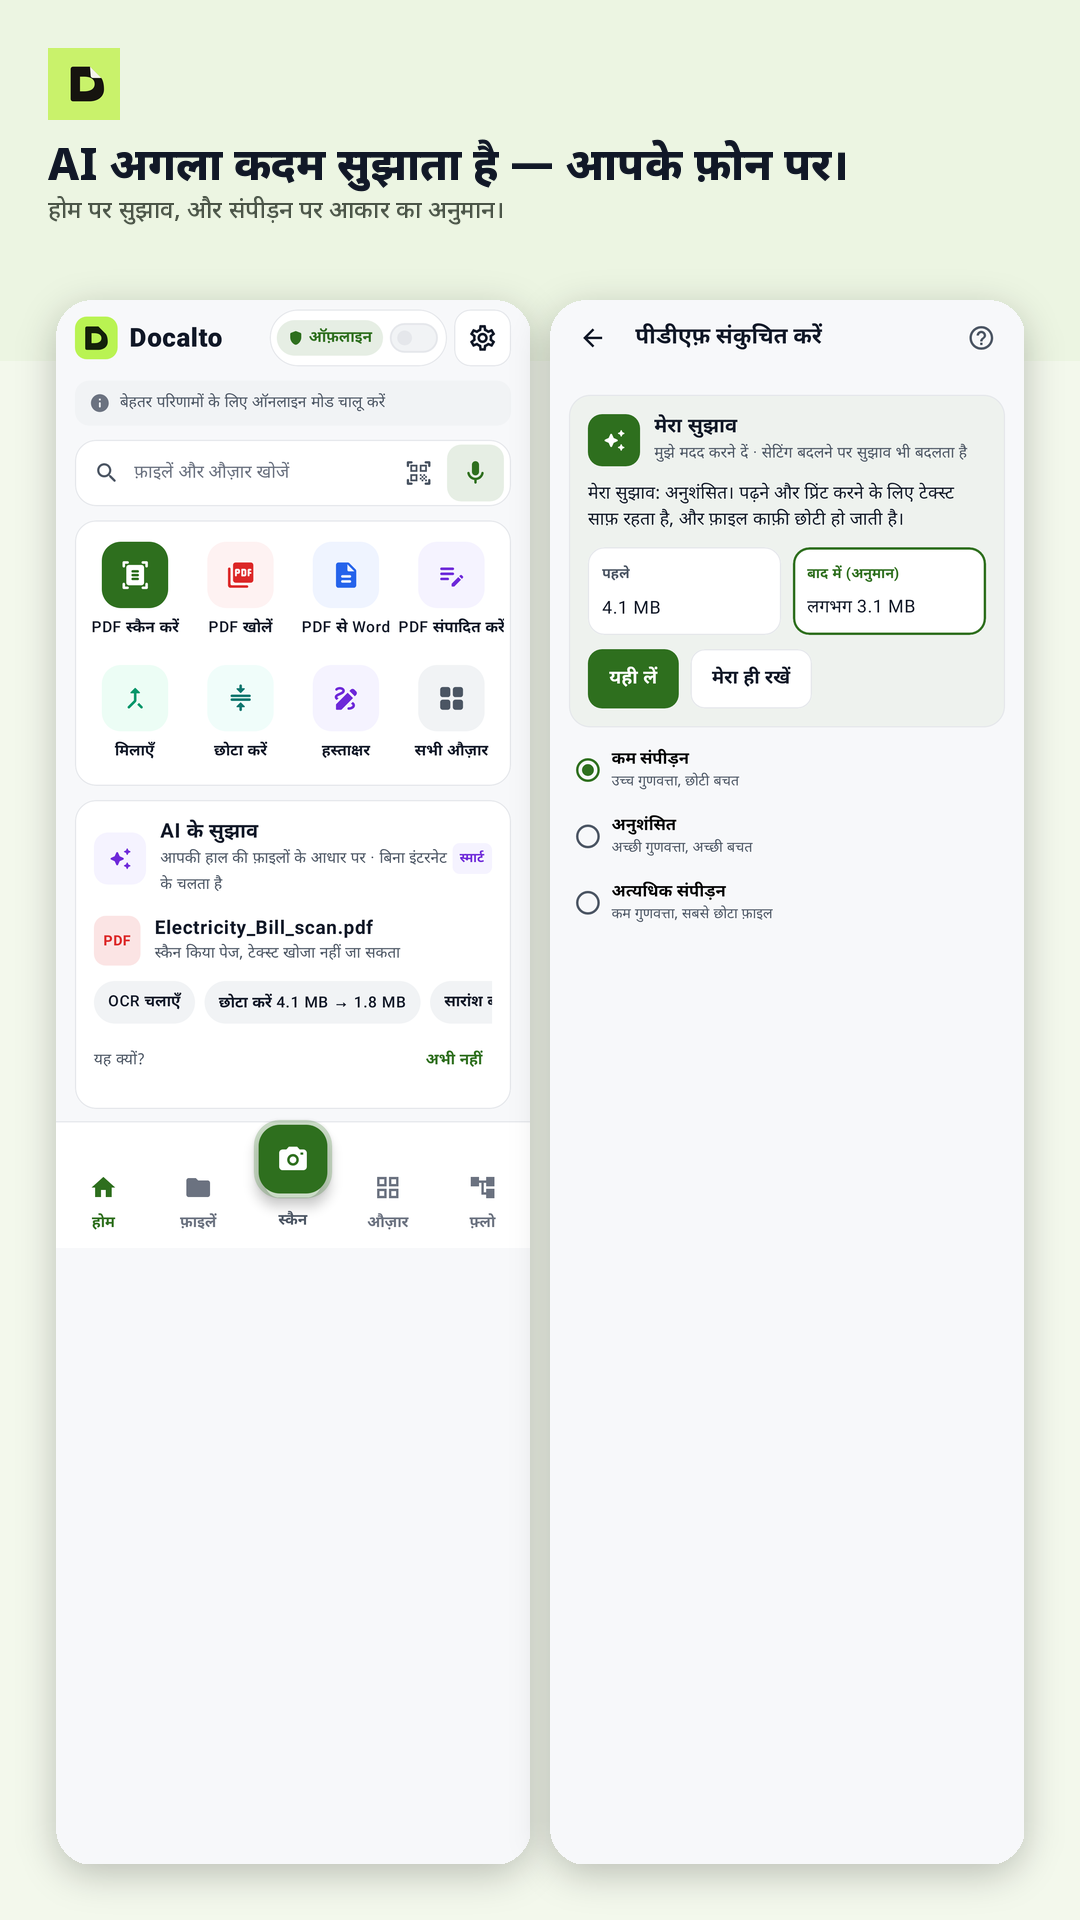 AI अगला कदम सुझाता है — आपके फ़ोन पर।
होम पर सुझाव, और संपीड़न पर आकार का अनुमान।
Docalto
ऑफ़लाइन
बेहतर परिणामों के लिए ऑनलाइन मोड चालू करें
फ़ाइलें और औज़ार खोजें
PDF स्कैन करें
PDF खोलें
PDF से Word
PDF संपादित करें
मिलाएँ
छोटा करें
हस्ताक्षर
सभी औज़ार
AI के सुझाव
आपकी हाल की फ़ाइलों के आधार पर · बिना इंटरनेट
के चलता है
स्मार्ट
PDF
Electricity_Bill_scan.pdf
स्कैन किया पेज, टेक्स्ट खोजा नहीं जा सकता
OCR चलाएँ
छोटा करें 4.1 MB → 1.8 MB
सारांश
यह क्यों?
अभी नहीं
होम
फ़ाइलें
स्कैन
औज़ार
फ़्लो
पीडीएफ़ संकुचित करें
मेरा सुझाव
मुझे मदद करने दें · सेटिंग बदलने पर सुझाव भी बदलता है
मेरा सुझाव: अनुशंसित। पढ़ने और प्रिंट करने के लिए टेक्स्ट
साफ़ रहता है, और फ़ाइल काफ़ी छोटी हो जाती है।
पहले
4.1 MB
बाद में (अनुमान)
लगभग 3.1 MB
यही लें
मेरा ही रखें
कम संपीड़न
उच्च गुणवत्ता, छोटी बचत
अनुशंसित
अच्छी गुणवत्ता, अच्छी बचत
अत्यधिक संपीड़न
कम गुणवत्ता, सबसे छोटा फ़ाइल